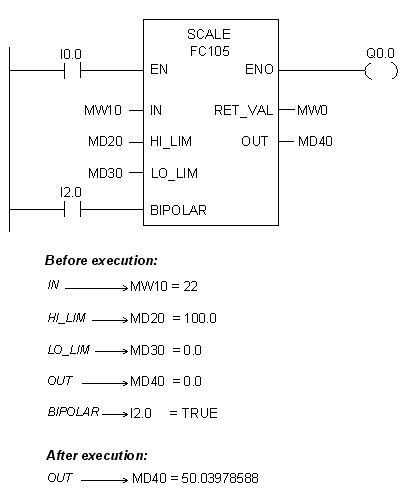 SCALE
FC105
I0.0
EN
ENO
Q0.0
MW10
IN
RET_VAL
MW0
MD20
HI_LIM
OUT
MD40
MD30
LO_LIM
I2.0
BIPOLAR
Before execution:
IN MW10 = 22
HI_LIM MD20 = 100.0
LO_LIM MD30 = 0.0
OUT MD40 = 0.0
BIPOLAR I2.0 = TRUE
After execution:
OUT MD40 = 50.03978588